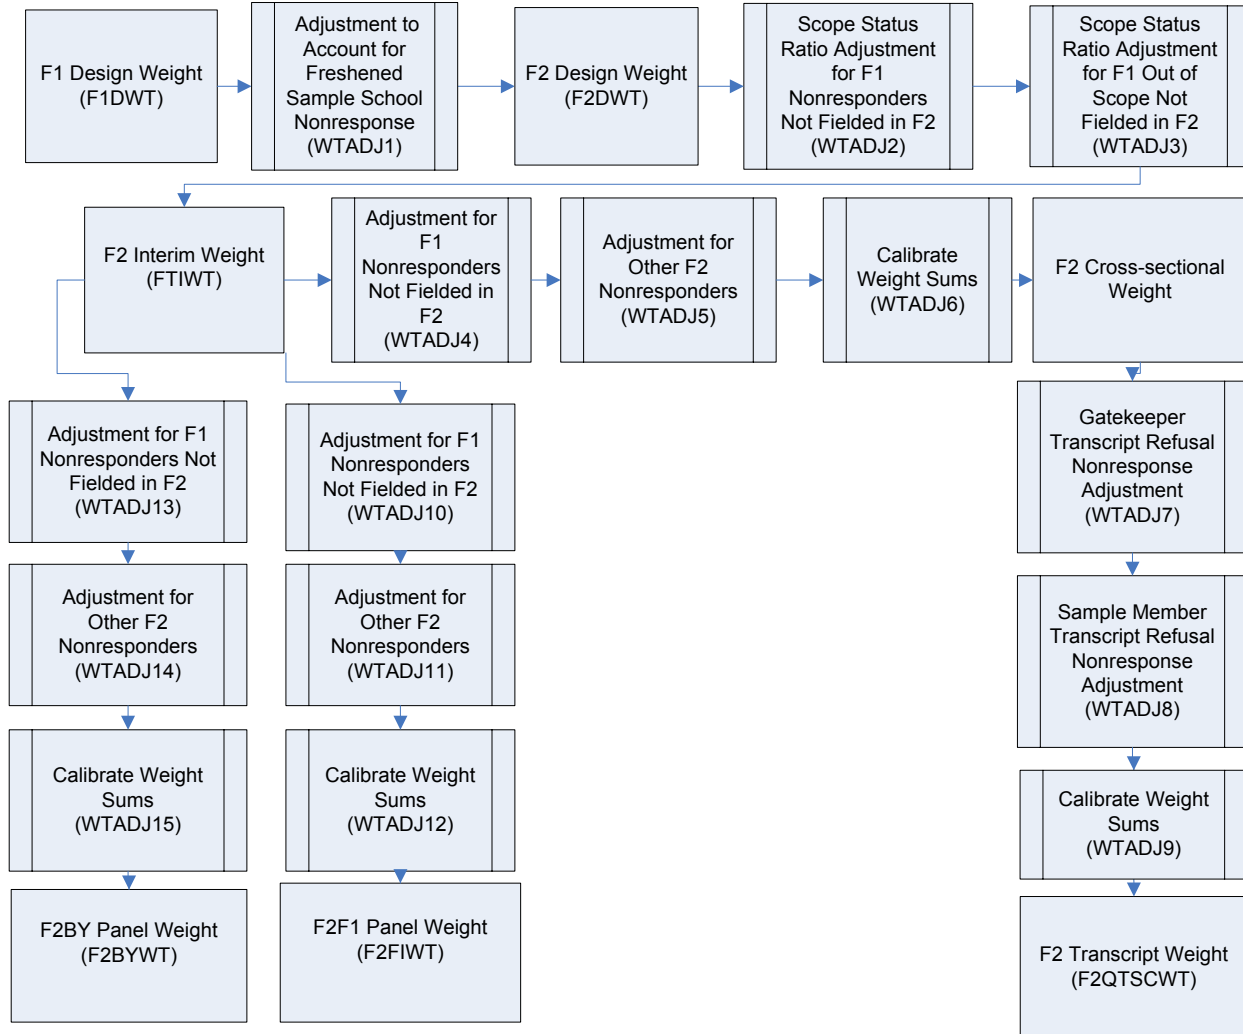 F1 Design Weight
(F1DWT)
Adjustment to
Account for
Freshened
Sample School
Nonresponse
(WTADJ1)
F2 Design Weight
(F2DWT)
Scope Status
Ratio Adjustment
for F1
Nonresponders
Not Fielded in F2
(WTADJ2)
Scope Status
Ratio Adjustment
for F1 Out of
Scope Not
Fielded in F2
(WTADJ3)
F2 Interim Weight
(FTIWT)
Adjustment for
F1
Nonresponders
Not Fielded in
F2
(WTADJ4)
Adjustment for
Other F2
Nonresponders
(WTADJ5)
Calibrate
Weight Sums
(WTADJ6)
F2 Cross-sectional
Weight
Adjustment for F1
Nonresponders Not
Fielded in F2
(WTADJ13)
Adjustment for F1
Nonresponders
Not Fielded in F2
(WTADJ10)
Gatekeeper
Transcript Refusal
Nonresponse
Adjustment
(WTADJ7)
Adjustment for
Other F2
Nonresponders
(WTADJ14)
Adjustment for
Other F2
Nonresponders
(WTADJ11)
Sample Member
Transcript Refusal
Nonresponse
Adjustment
(WTADJ8)
Calibrate Weight
Sums
(WTADJ15)
Calibrate Weight
Sums
(WTADJ12)
Calibrate Weight
Sums
(WTADJ9)
F2BY Panel Weight
(F2BYWT)
F2F1 Panel Weight
(F2FIWT)
F2 Transcript Weight
(F2QTSCWT)